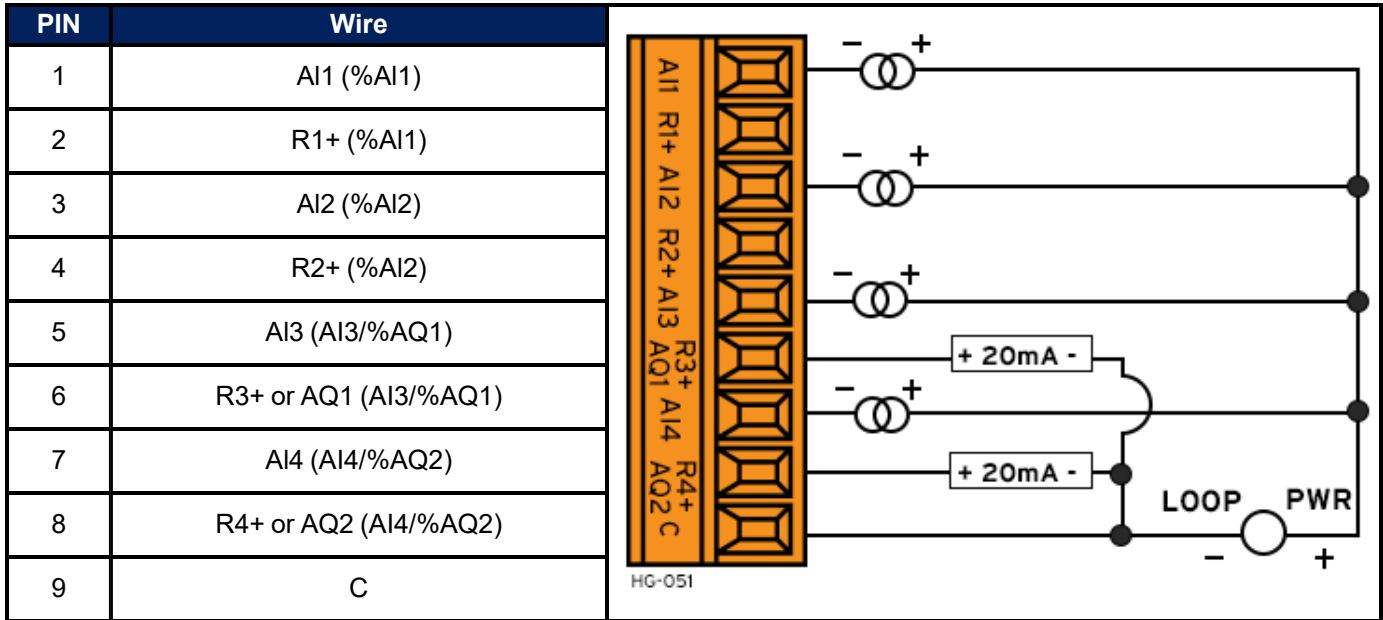 PIN Wire
1 AI1 (%AI1)
2 R1+ (%AI1)
3 AI2 (%AI2)
4 R2+ (%AI2)
5 AI3 (AI3/%AQ1)
6 R3+ or AQ1 (AI3/%AQ1)
7 AI4 (AI4/%AQ2)
8 R4+ or AQ2 (AI4/%AQ2)
9 C
AI1
R1+
AI2
R2+
AI3
R3+
AQ1
AI4
R4+
AQ2
C
HG-051
- +
- +
- +
+ 20mA -
- +
+ 20mA -
LOOP PWR
- +